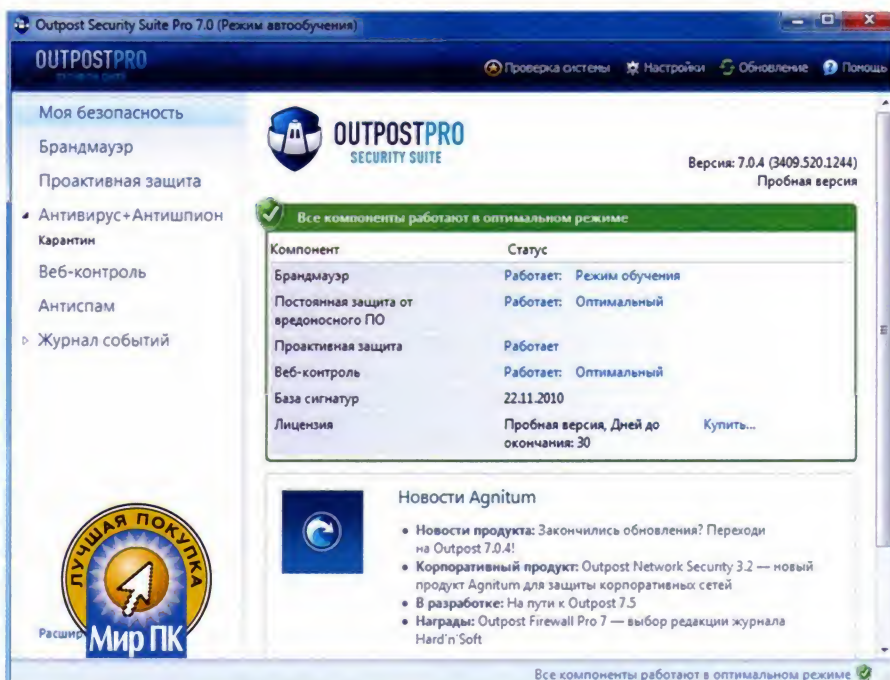 Outpost Security Suite Pro 7.0 (Режим автообучения)
OUTPOSTPRO
SECURITY SUITE
Проверка системы
Настройки
Обновление
Помощь
Моя безопасность
Брандмауэр
Проактивная защита
Антивирус+Антишпион
Карантин
Веб-контроль
Антиспам
Журнал событий
OUTPOSTPRO
SECURITY SUITE
Версия: 7.0.4 (3409.520.1244)
Пробная версия
Все компоненты работают в оптимальном режиме
Компонент Статус
Брандмауэр Работает: Режим обучения
Постоянная защита от Работает: Оптимальный
вредоносного ПО
Проактивная защита Работает
Веб-контроль Работает: Оптимальный
База сигнатур 22.11.2010
Лицензия Пробная версия, Дней до Купить...
окончания: 30
Новости Agnitum
• Новости продукта: Закончились обновления? Переходи
на Outpost 7.0.4!
• Корпоративный продукт: Outpost Network Security 3.2 — новый
продукт Agnitum для защиты корпоративных сетей
• В разработке: На пути к Outpost 7.5
• Награды: Outpost Firewall Pro 7 — выбор редакции журнала
Hard'n'Soft
ЛУЧШАЯ ПОКУПКА
Мир ПК
Все компоненты работают в оптимальном режиме